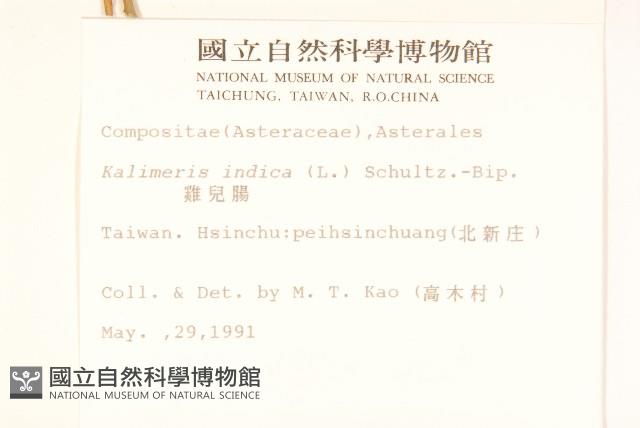 國立自然科學博物館
NATIONAL MUSEUM OF NATURAL SCIENCE
TAICHUNG, TAIWAN, R.O.CHINA
Compositae(Asteraceae),Asterales
Kalimeris indica (L.) Schultz.-Bip.
雞兒腸
Taiwan. Hsinchu:peihsinchuang(北新庄)
Coll. & Det. by M. T. Kao (高木村)
May. ,29,1991
國立自然科學博物館
NATIONAL MUSEUM OF NATURAL SCIENCE